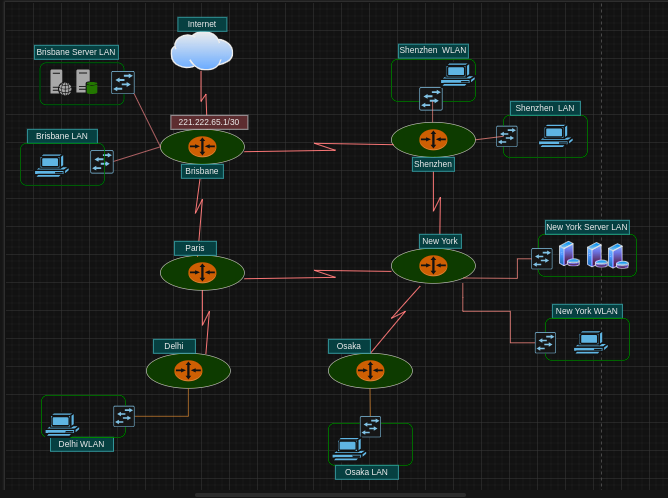 Internet
Brisbane Server LAN
Shenzhen WLAN
221.222.65.1/30
Shenzhen LAN
Brisbane LAN
Brisbane
Shenzhen
New York Server LAN
Paris
New York
New York WLAN
Delhi
Osaka
Delhi WLAN
Osaka LAN